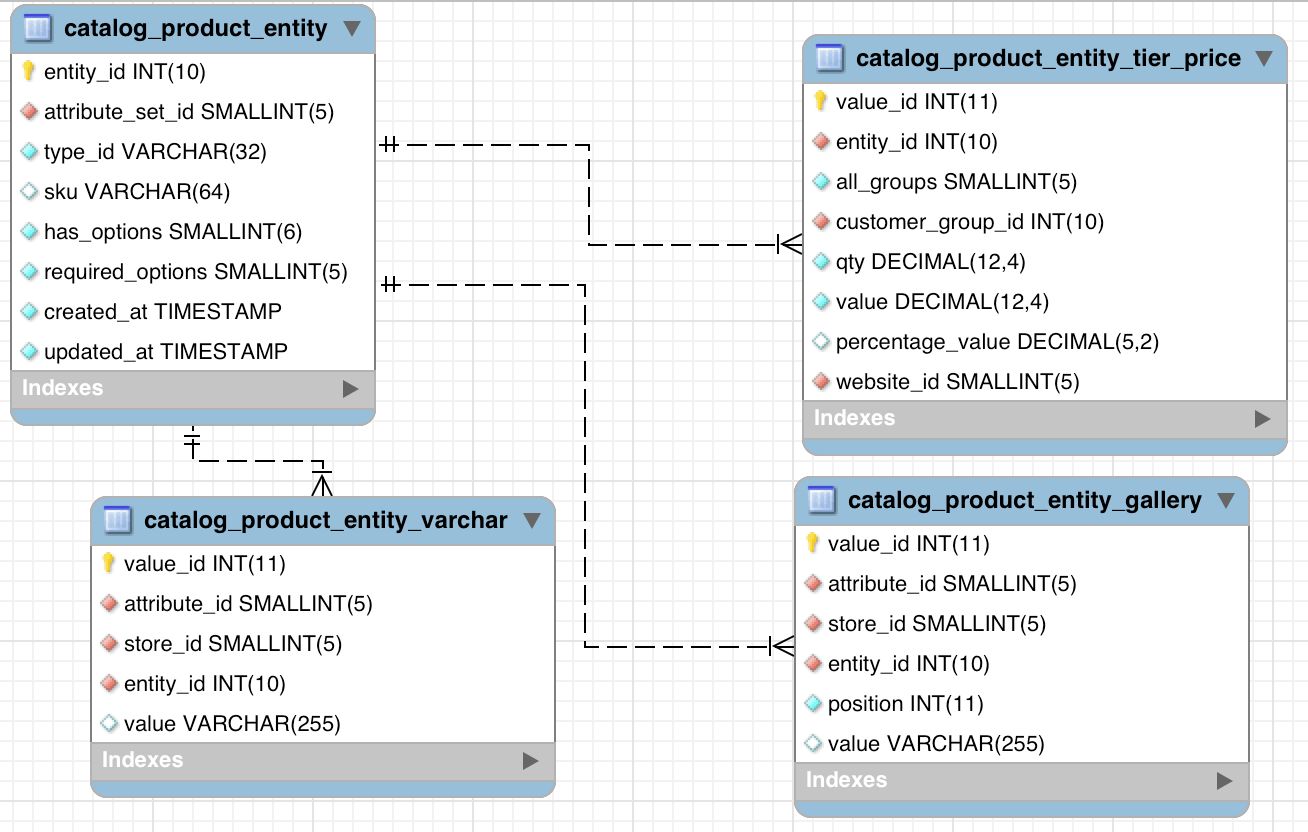 catalog_product_entity
entity_id INT(10)
attribute_set_id SMALLINT(5)
type_id VARCHAR(32)
sku VARCHAR(64)
has_options SMALLINT(6)
required_options SMALLINT(5)
created_at TIMESTAMP
updated_at TIMESTAMP
Indexes
catalog_product_entity_tier_price
value_id INT(11)
entity_id INT(10)
all_groups SMALLINT(5)
customer_group_id INT(10)
qty DECIMAL(12,4)
value DECIMAL(12,4)
percentage_value DECIMAL(5,2)
website_id SMALLINT(5)
Indexes
catalog_product_entity_varchar
value_id INT(11)
attribute_id SMALLINT(5)
store_id SMALLINT(5)
entity_id INT(10)
value VARCHAR(255)
Indexes
catalog_product_entity_gallery
value_id INT(11)
attribute_id SMALLINT(5)
store_id SMALLINT(5)
entity_id INT(10)
position INT(11)
value VARCHAR(255)
Indexes